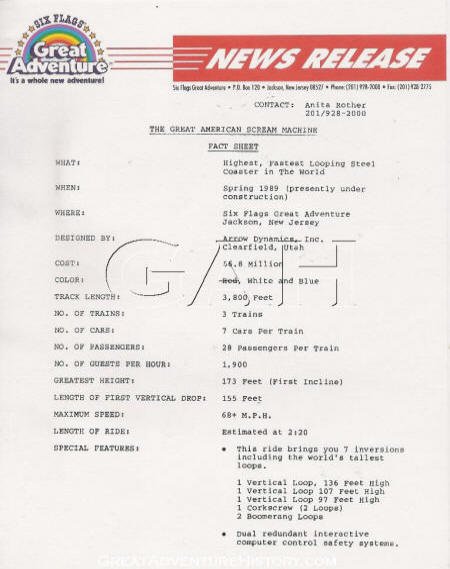 SIX FLAGS®
Great
Adventure®
It's a whole new adventure!
NEWS RELEASE
Six Flags Great Adventure • P.O. Box 120 • Jackson, New Jersey 08527 • Phone: (201) 928-2000 • Fax: (201) 928 2775
CONTACT: Anita Rother
201/928-2000
THE GREAT AMERICAN SCREAM MACHINE
FACT SHEET
WHAT: Highest, Fastest Looping Steel
Coaster in The World
WHEN: Spring 1989 (presently under
construction)
WHERE: Six Flags Great Adventure
Jackson, New Jersey
DESIGNED BY: Arrow Dynamics, Inc.
Clearfield, Utah
GAH
COST: $6.8 Million
COLOR: Red, White and Blue
TRACK LENGTH: 3,800 Feet
NO. OF TRAINS: 3 Trains
NO. OF CARS: 7 Cars Per Train
NO. OF PASSENGERS: 28 Passengers Per Train
NO. OF GUESTS PER HOUR: 1,900
GREATEST HEIGHT: 173 Feet (First Incline)
LENGTH OF FIRST VERTICAL DROP: 155 Feet
MAXIMUM SPEED: 68+ M.P.H.
LENGTH OF RIDE: Estimated at 2:20
SPECIAL FEATURES: • This ride brings you 7 inversions
including the world's tallest
loops.
1 Vertical Loop, 136 Feet High
1 Vertical Loop 107 Feet High
1 Vertical Loop 97 Feet High
1 Corkscrew (2 Loops)
2 Boomerang Loops
• Dual redundant interactive
computer control safety systems.
GREATADVENTUREHISTORY.COM